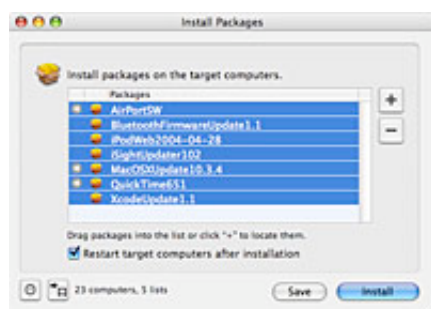 Install Packages
Install packages on the target computers.
Packages
AirPortSW
BluetoothFirmwareUpdate1.1
iPodWeb2004-04-28
iSightUpdater102
MacOSXUpdate10.3.4
QuickTime651
XcodeUpdate1.1
Drag packages into the list or click "+" to locate them.
Restart target computers after installation
23 computers, 5 lists
Save
Install